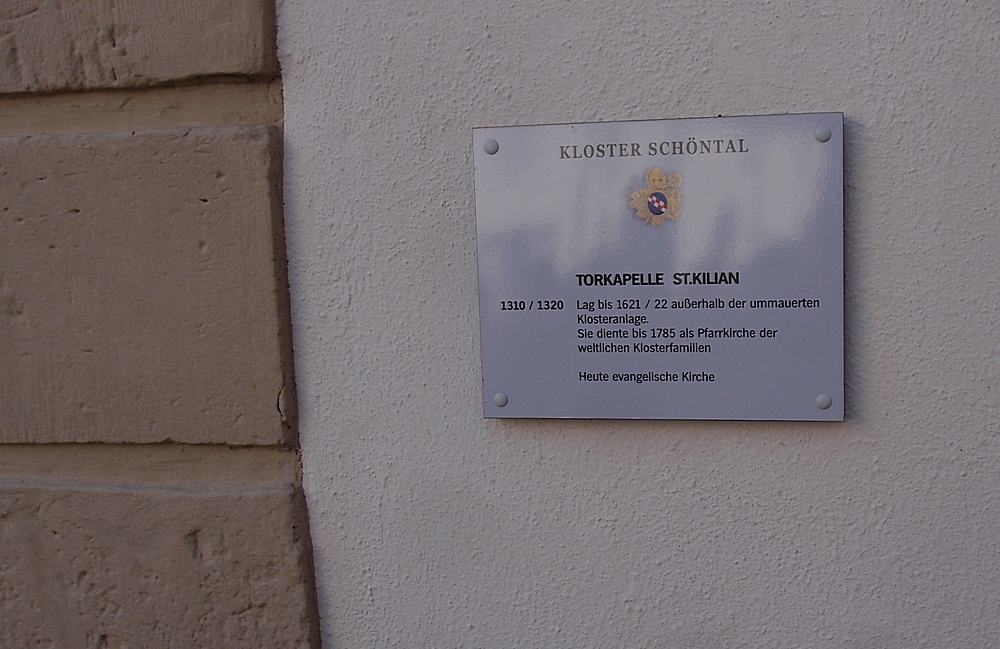 KLOSTER SCHÖNTAL
TORKAPELLE ST.KILIAN
1310 / 1320 Lag bis 1621 / 22 außerhalb der ummauerten
Klosteranlage.
Sie diente bis 1785 als Pfarrkirche der
weltlichen Klosterfamilien
Heute evangelische Kirche